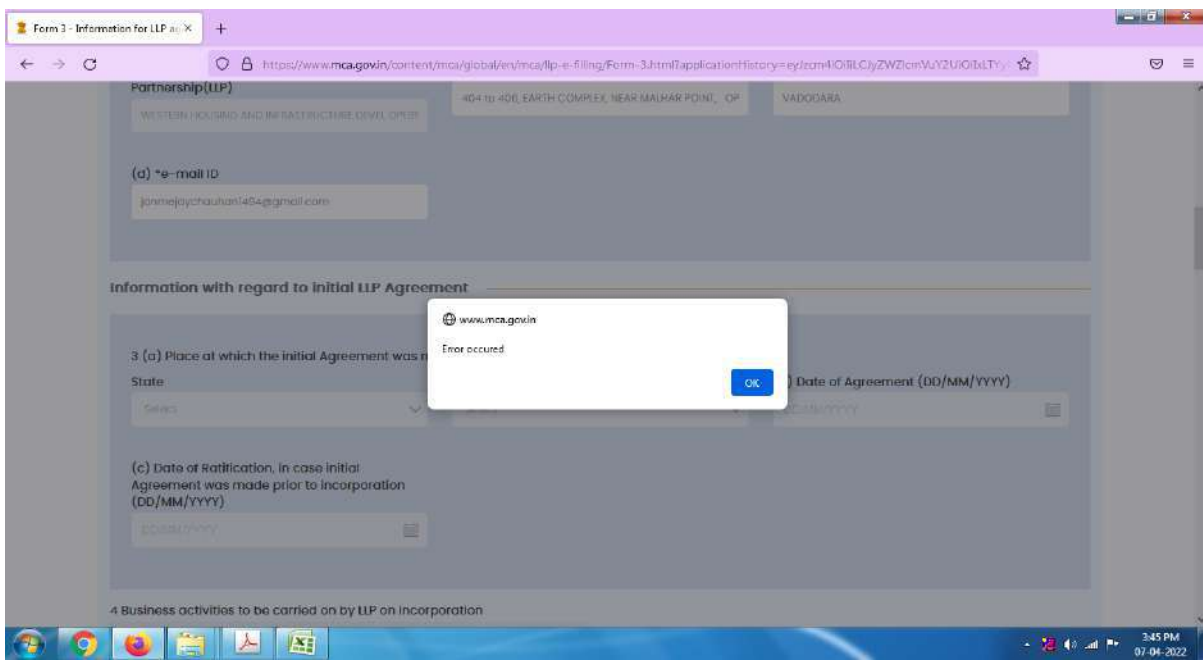 Form 3 - Information for LLP ag
https://www.mca.gov.in/content/mca/global/en/mca/llp-e-filing/Form-3.html?applicationHistory=
Partnership(LLP)
WESTERN HOUSING AND INFRASTRUCTURE DEVELOPERS
404 to 406, EARTH COMPLEX, NEAR MALHAR POINT, OP
VADODARA
(d) *e-mail ID
Information with regard to initial LLP Agreement
www.mca.gov.in
Error occured
OK
3 (a) Place at which the initial Agreement was
State
) Date of Agreement (DD/MM/YYYY)
Select
DD/MM/YYYY
(c) Date of Ratification, in case initial
Agreement was made prior to incorporation
(DD/MM/YYYY)
DD/MM/YYYY
4 Business activities to be carried on by LLP on incorporation
3:45 PM
07-04-2022